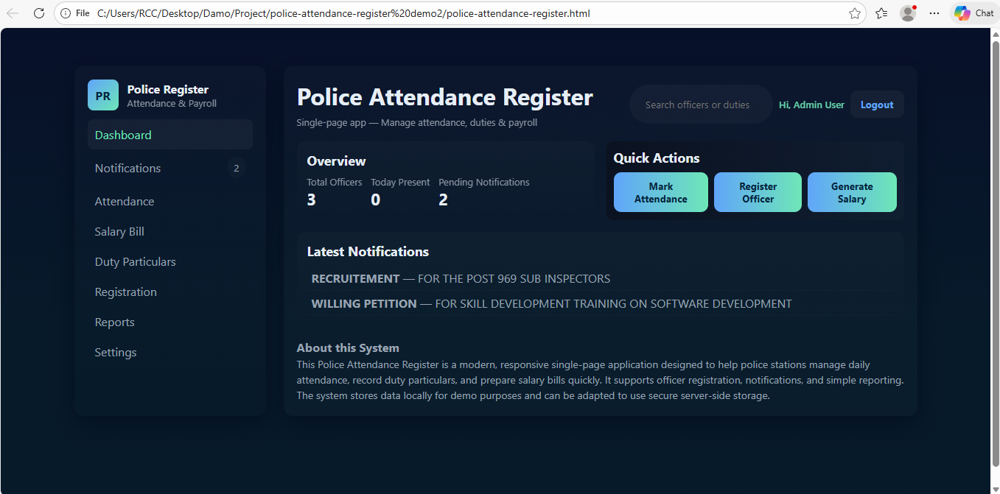 File C:/Users/RCC/Desktop/Damo/Project/police-attendance-register%20demo2/police-attendance-register.html
Chat
PR
Police Register
Attendance & Payroll
Dashboard
Notifications 2
Attendance
Salary Bill
Duty Particulars
Registration
Reports
Settings
Police Attendance Register
Single-page app — Manage attendance, duties & payroll
Search officers or duties
Hi, Admin User
Logout
Overview
Total Officers Today Present Pending Notifications
3 0 2
Quick Actions
Mark
Attendance
Register
Officer
Generate
Salary
Latest Notifications
RECRUITEMENT — FOR THE POST 969 SUB INSPECTORS
WILLING PETITION — FOR SKILL DEVELOPMENT TRAINING ON SOFTWARE DEVELOPMENT
About this System
This Police Attendance Register is a modern, responsive single-page application designed to help police stations manage daily
attendance, record duty particulars, and prepare salary bills quickly. It supports officer registration, notifications, and simple reporting.
The system stores data locally for demo purposes and can be adapted to use secure server-side storage.